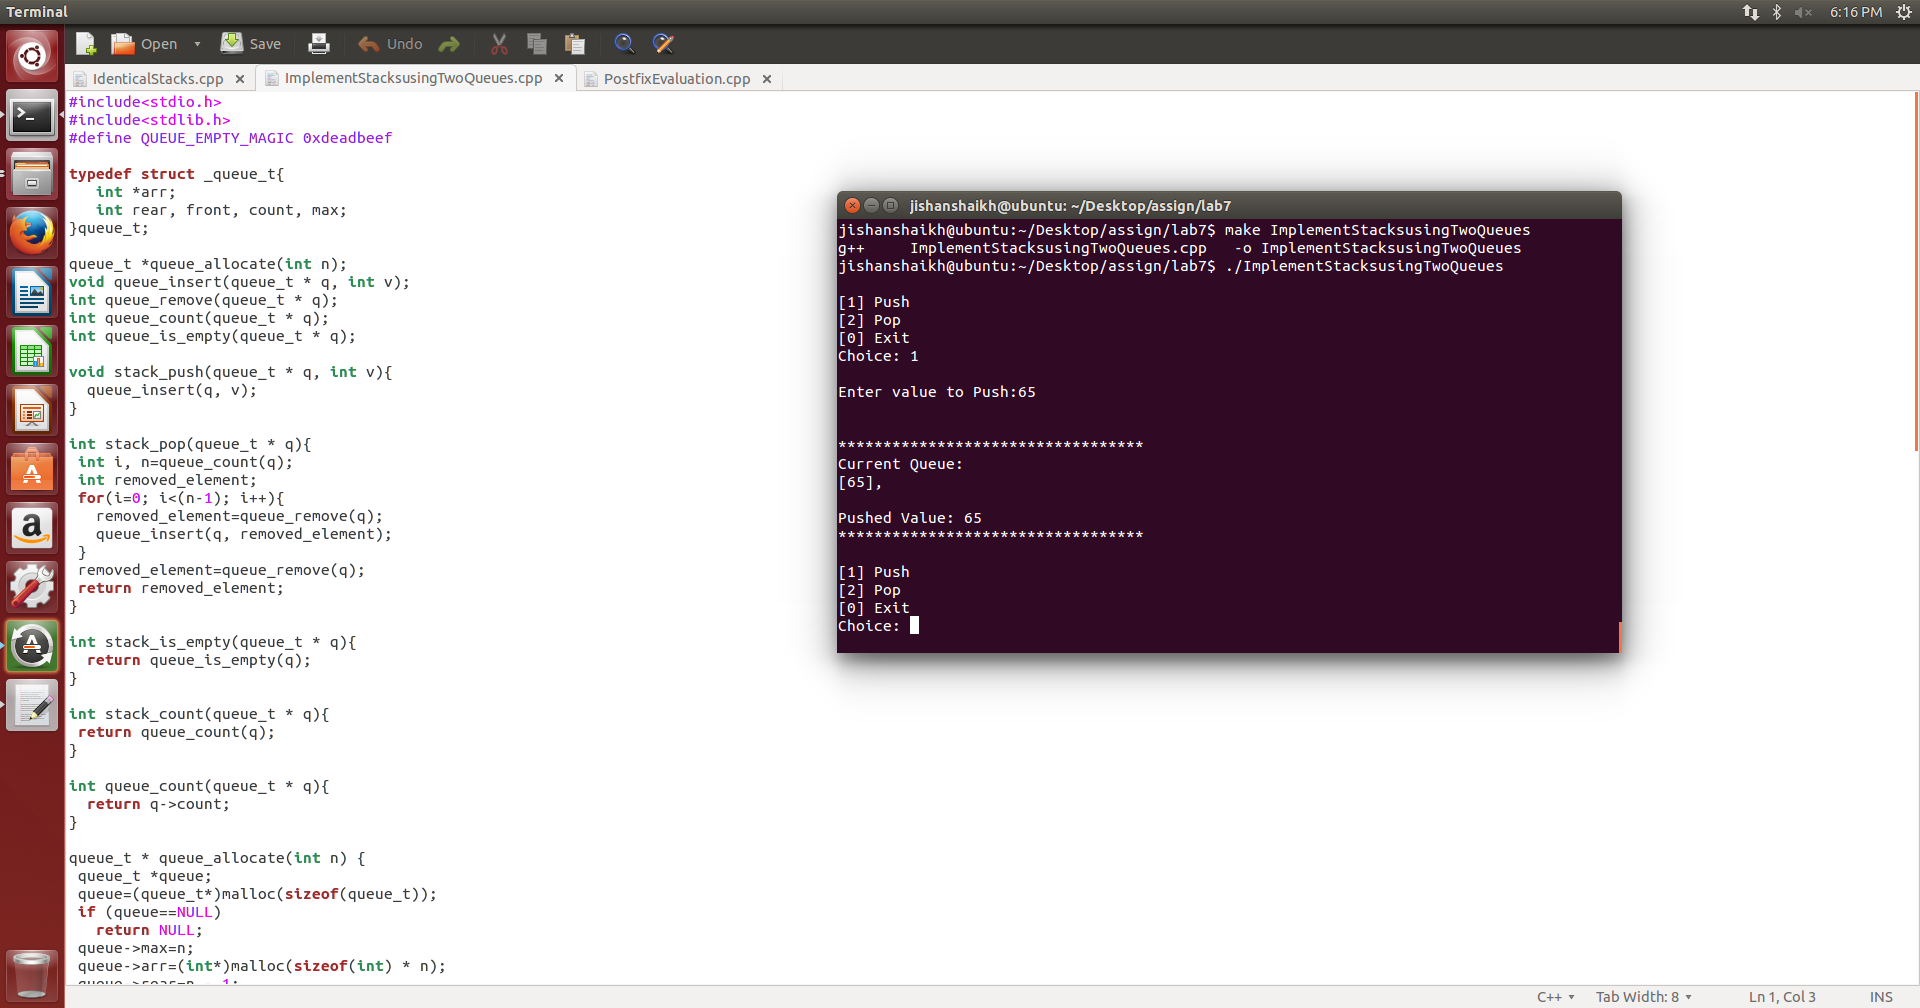 Terminal
6:16 PM
Open
Save
Undo
IdenticalStacks.cpp
ImplementStacksusingTwoQueues.cpp
PostfixEvaluation.cpp
#include<stdio.h>
#include<stdlib.h>
#define QUEUE_EMPTY_MAGIC 0xdeadbeef
typedef struct _queue_t{
int *arr;
int rear, front, count, max;
}queue_t;
queue_t *queue_allocate(int n);
void queue_insert(queue_t * q, int v);
int queue_remove(queue_t * q);
int queue_count(queue_t * q);
int queue_is_empty(queue_t * q);
void stack_push(queue_t * q, int v){
queue_insert(q, v);
}
int stack_pop(queue_t * q){
int i, n=queue_count(q);
int removed_element;
for(i=0; i<(n-1); i++){
removed_element=queue_remove(q);
queue_insert(q, removed_element);
}
removed_element=queue_remove(q);
return removed_element;
}
int stack_is_empty(queue_t * q){
return queue_is_empty(q);
}
int stack_count(queue_t * q){
return queue_count(q);
}
int queue_count(queue_t * q){
return q->count;
}
queue_t * queue_allocate(int n) {
queue_t *queue;
queue=(queue_t*)malloc(sizeof(queue_t));
if (queue==NULL)
return NULL;
queue->max=n;
queue->arr=(int*)malloc(sizeof(int) * n);
queue->rear=n - 1;
jishanshaikh@ubuntu: ~/Desktop/assign/lab7
jishanshaikh@ubuntu:~/Desktop/assign/lab7$ make ImplementStacksusingTwoQueues
g++     ImplementStacksusingTwoQueues.cpp   -o ImplementStacksusingTwoQueues
jishanshaikh@ubuntu:~/Desktop/assign/lab7$ ./ImplementStacksusingTwoQueues
[1] Push
[2] Pop
[0] Exit
Choice: 1
Enter value to Push:65
**********************************
Current Queue:
[65],
Pushed Value: 65
**********************************
[1] Push
[2] Pop
[0] Exit
Choice:
C++
Tab Width: 8
Ln 1, Col 3
INS